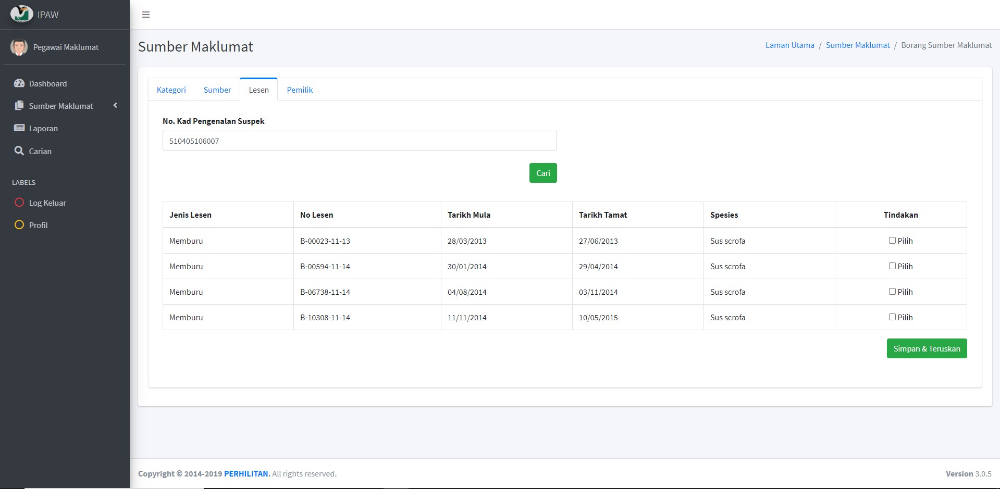 IPAW
Pegawai Maklumat
Dashboard
Sumber Maklumat
Laporan
Carian
LABELS
Log Keluar
Profil
Sumber Maklumat
Laman Utama / Sumber Maklumat / Borang Sumber Maklumat
Kategori Sumber Lesen Pemilik
No. Kad Pengenalan Suspek
510405106007
Cari
Jenis Lesen No Lesen Tarikh Mula Tarikh Tamat Spesies Tindakan
Memburu B-00023-11-13 28/03/2013 27/06/2013 Sus scrofa Pilih
Memburu B-00594-11-14 30/01/2014 29/04/2014 Sus scrofa Pilih
Memburu B-06738-11-14 04/08/2014 03/11/2014 Sus scrofa Pilih
Memburu B-10308-11-14 11/11/2014 10/05/2015 Sus scrofa Pilih
Simpan & Teruskan
Copyright © 2014-2019 PERHILITAN. All rights reserved.
Version 3.0.5